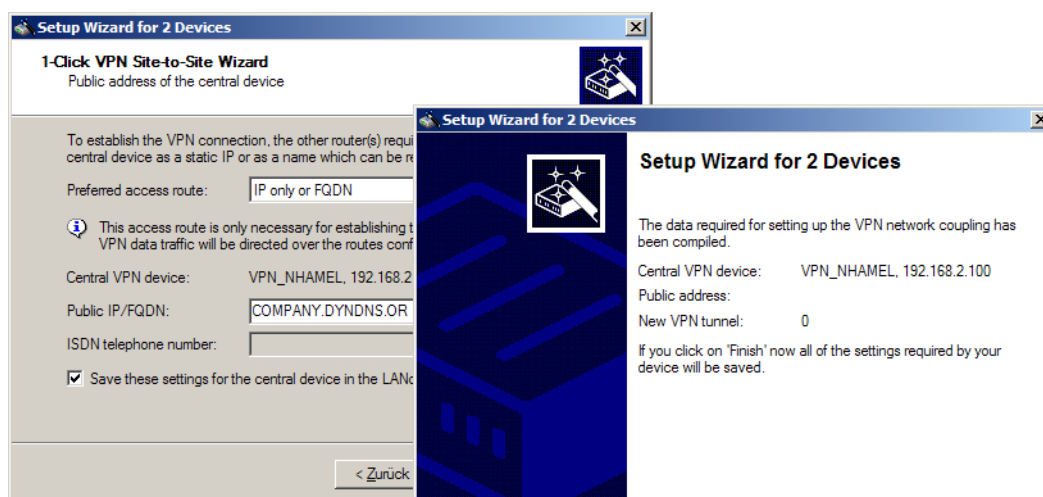 Setup Wizard for 2 Devices
1-Click VPN Site-to-Site Wizard
Public address of the central device
To establish the VPN connection, the other router(s)
central device as a static IP or as a name which can be
Preferred access route: IP only or FQDN
This access route is only necessary for establishing
VPN data traffic will be directed over the routes
Central VPN device: VPN_NHAMEL, 192.168.2
Public IP/FQDN: COMPANY.DYNDNS.OR
ISDN telephone number:
Save these settings for the central device in the
< Zurück
Setup Wizard for 2 Devices
Setup Wizard for 2 Devices
The data required for setting up the VPN network coupling has
been compiled.
Central VPN device: VPN_NHAMEL, 192.168.2.100
Public address:
New VPN tunnel: 0
If you click on 'Finish' now all of the settings required by your
device will be saved.